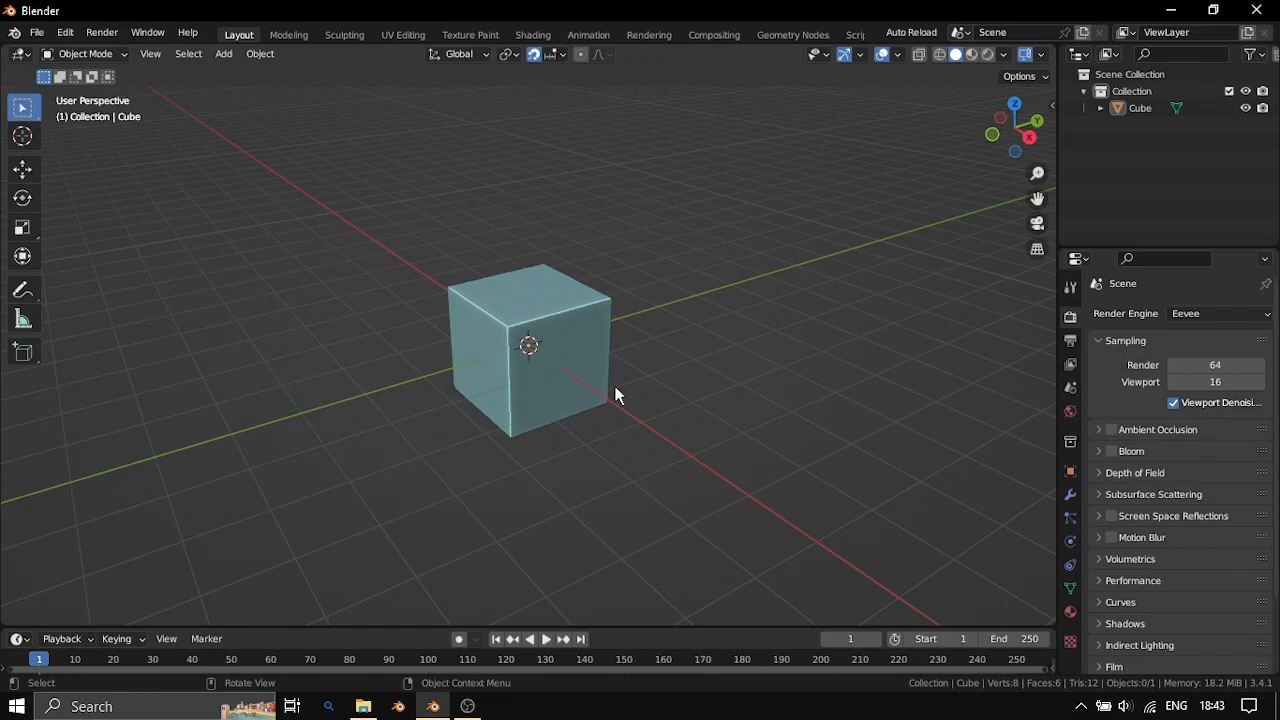 Blender
File Edit Render Window Help Layout Modeling Sculpting UV Editing Texture Paint Shading Animation Rendering Compositing Geometry Nodes Scrip Auto Reload Scene ViewLayer
Object Mode View Select Add Object Global
Options
User Perspective
(1) Collection | Cube
Z
Y
X
Scene Collection
Collection
Cube
Scene
Render Engine Eevee
Sampling
Render 64
Viewport 16
Viewport Denoisi...
Ambient Occlusion
Bloom
Depth of Field
Subsurface Scattering
Screen Space Reflections
Motion Blur
Volumetrics
Performance
Curves
Shadows
Indirect Lighting
Film
Playback Keying View Marker 1 Start 1 End 250
1 10 20 30 40 50 60 70 80 90 100 110 120 130 140 150 160 170 180 190 200 210 220 230 240 250
Select Rotate View Object Context Menu Collection | Cube | Verts:8 | Faces:6 | Tris:12 | Objects:0/1 | Memory: 18.2 MiB | 3.4.1
Search ENG 18:43